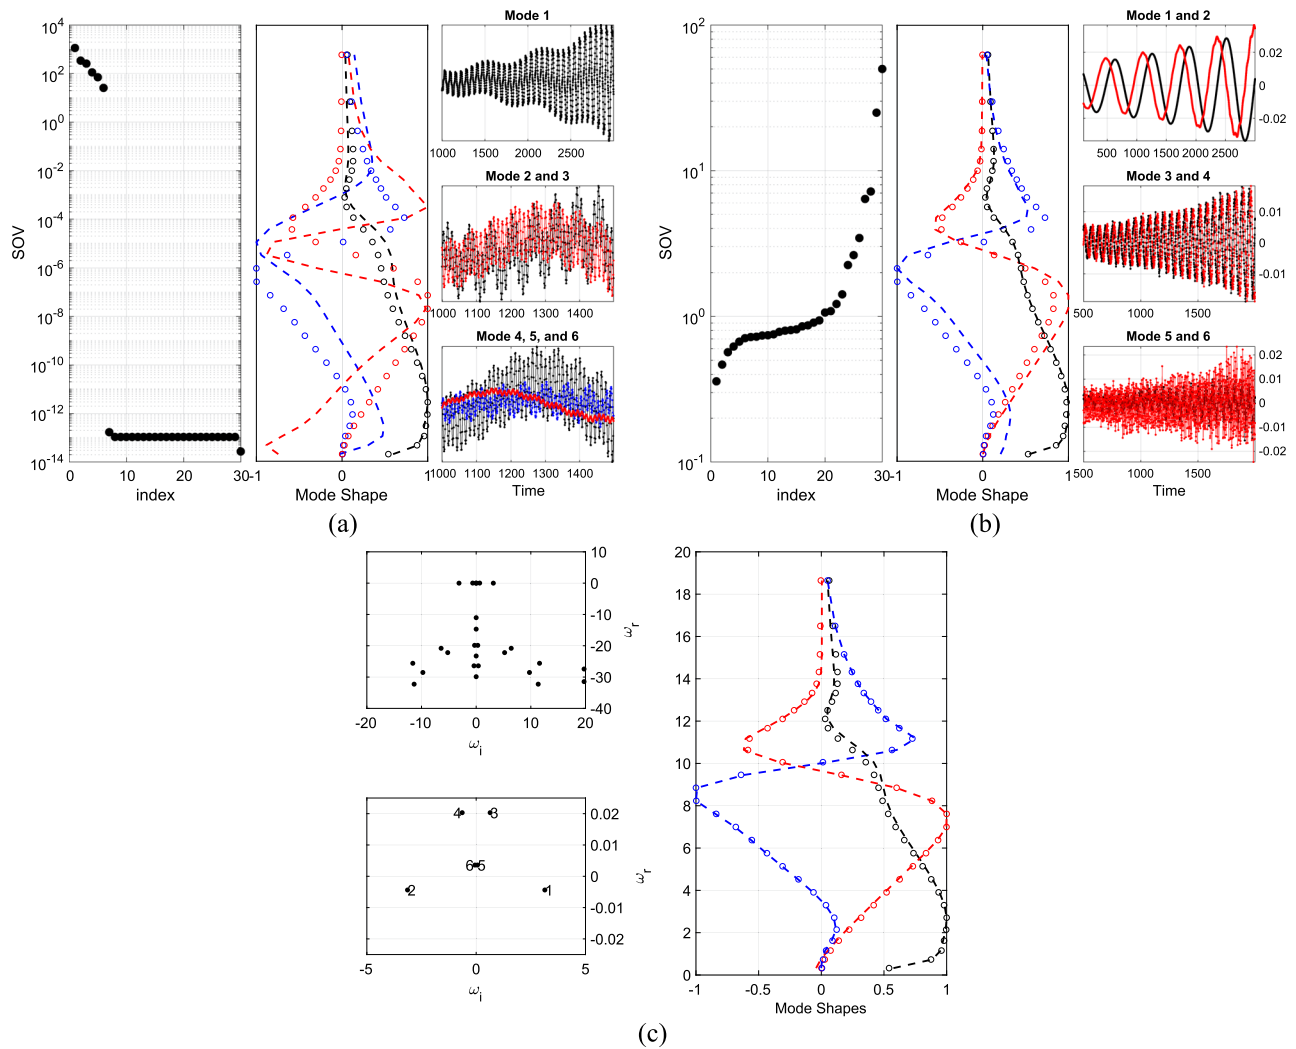 10^4
10^2
10^0
10^-2
10^-4
10^-6
10^-8
10^-10
10^-12
10^-14
SOV
0 10 20 30
index
-1 0 1
Mode Shape
Mode 1
1000 1500 2000 2500
Mode 2 and 3
1000 1100 1200 1300 1400
Mode 4, 5, and 6
1000 1100 1200 1300 1400
Time
(a)
10^2
10^1
10^0
10^-1
SOV
0 10 20 30
index
-1 0 1
Mode Shape
Mode 1 and 2
0.02
0
-0.02
500 1000 1500 2000 2500
Mode 3 and 4
0.01
0
-0.01
500 1000 1500
Mode 5 and 6
0.02
0.01
0
-0.01
-0.02
500 1500
Time
(b)
10
0
-10
-20
-30
-40
ω_r
-20 -10 0 10 20
ω_i
4 3
6 5
2 1
0.02
0.01
0
-0.01
-0.02
ω_r
-5 0 5
ω_i
20
18
16
14
12
10
8
6
4
2
0
-1 -0.5 0 0.5 1
Mode Shapes
(c)